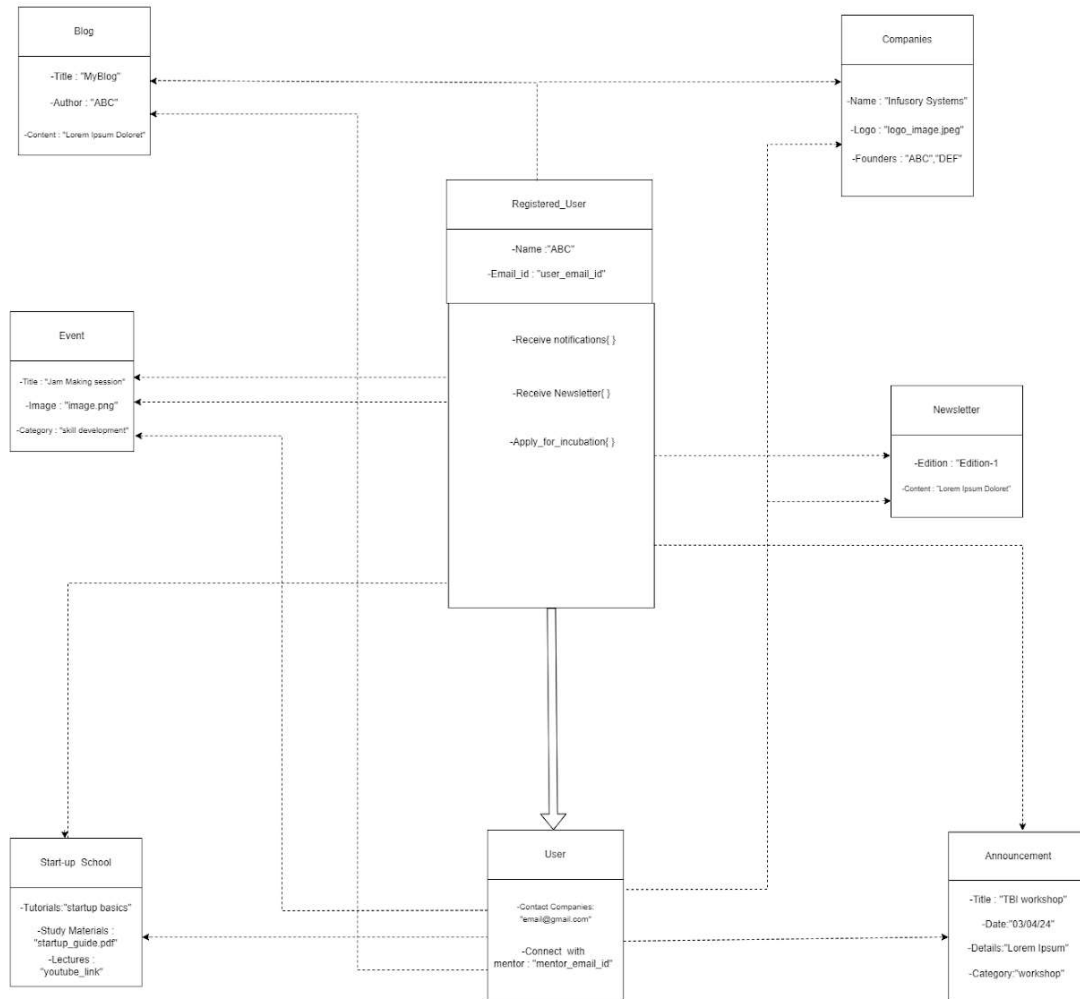 Blog
-Title : "MyBlog"
-Author : "ABC"
-Content : "Lorem Ipsum Doloret"
Companies
-Name : "Infusory Systems"
-Logo : "logo_image.jpeg"
-Founders : "ABC","DEF"
Registered_User
-Name :"ABC"
-Email_id : "user_email_id"
-Receive notifications{ }
-Receive Newsletter{ }
-Apply_for_incubation{ }
Event
-Title : "Jam Making session"
-Image : "image.png"
-Category : "skill development"
Newsletter
-Edition : "Edition-1
-Content : "Lorem Ipsum Doloret"
Start-up School
-Tutorials:"startup basics"
-Study Materials :
"startup_guide.pdf"
-Lectures :
"youtube_link"
User
-Contact Companies:
"email@gmail.com"
-Connect with
mentor : "mentor_email_id"
Announcement
-Title : "TBI workshop"
-Date:"03/04/24"
-Details:"Lorem Ipsum"
-Category:"workshop"